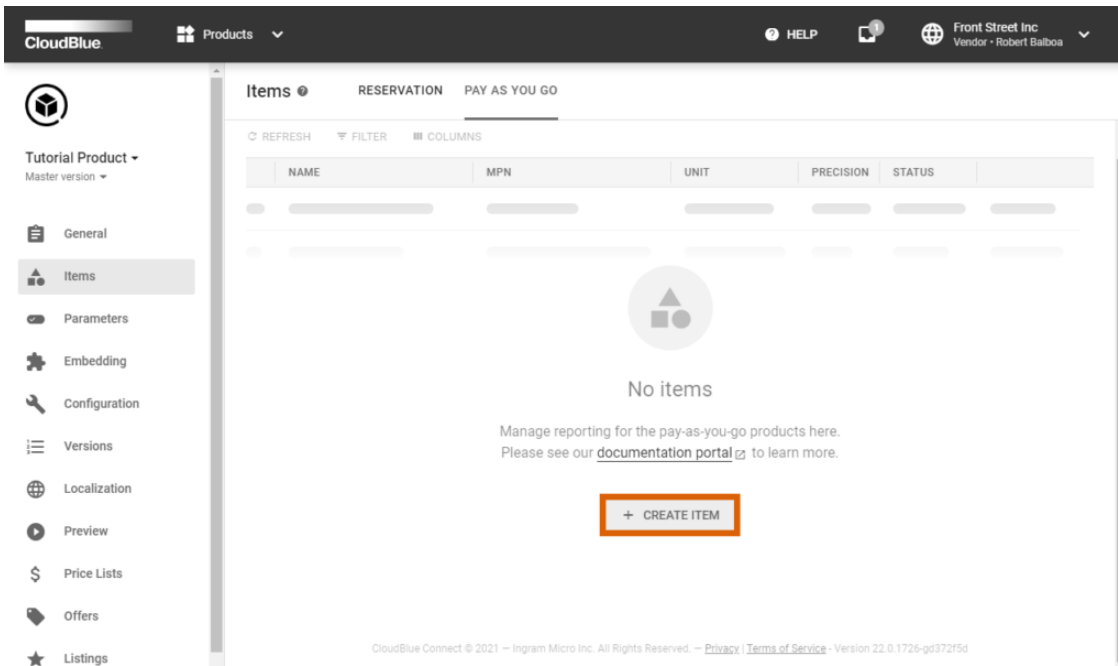 CloudBlue.
Products
HELP
1
Front Street Inc
Vendor • Robert Balboa
Tutorial Product
Master version
General
Items
Parameters
Embedding
Configuration
Versions
Localization
Preview
Price Lists
Offers
Listings
Items
RESERVATION
PAY AS YOU GO
REFRESH
FILTER
COLUMNS
NAME MPN UNIT PRECISION STATUS
No items
Manage reporting for the pay-as-you-go products here.
Please see our documentation portal to learn more.
+ CREATE ITEM
CloudBlue Connect © 2021 — Ingram Micro Inc. All Rights Reserved. — Privacy | Terms of Service - Version 22.0.1726-gd372f5d